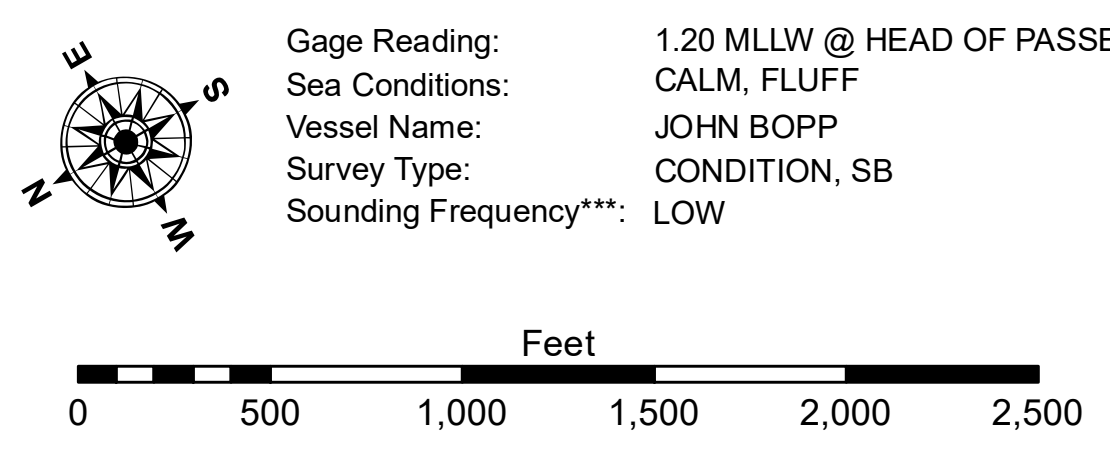 E
S
N
W
Gage Reading: 1.20 MLLW @ HEAD OF PASSE
Sea Conditions: CALM, FLUFF
Vessel Name: JOHN BOPP
Survey Type: CONDITION, SB
Sounding Frequency***: LOW
Feet
0 500 1,000 1,500 2,000 2,500